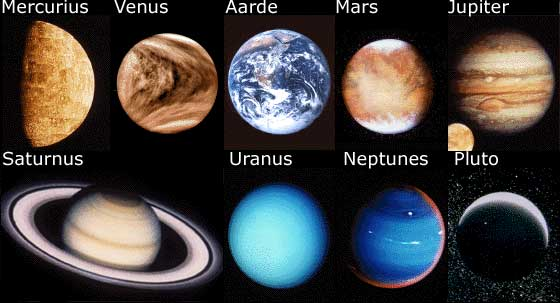 Mercurius
Venus
Aarde
Mars
Jupiter
Saturnus
Uranus
Neptunes
Pluto